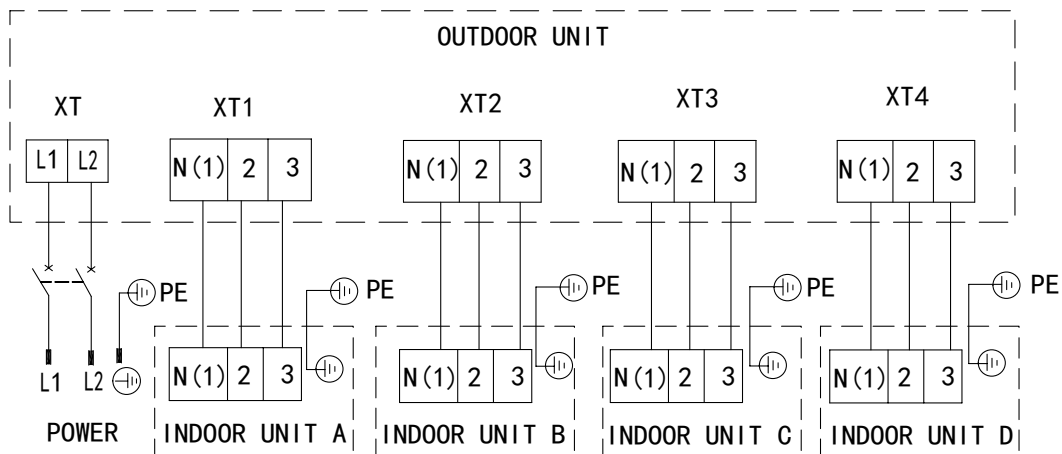 OUTDOOR UNIT
XT XT1 XT2 XT3 XT4
L1 L2 N(1) 2 3 N(1) 2 3 N(1) 2 3 N(1) 2 3
PE PE PE PE PE
N(1) 2 3 N(1) 2 3 N(1) 2 3 N(1) 2 3
L1 L2
POWER INDOOR UNIT A INDOOR UNIT B INDOOR UNIT C INDOOR UNIT D